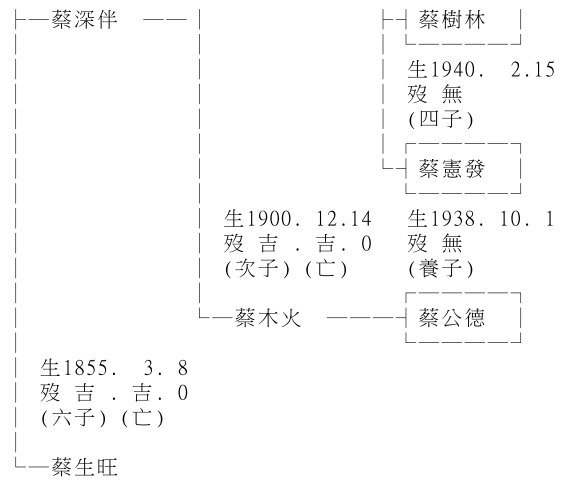 蔡深伴
蔡樹林
生1940. 2.15
歿 無
(四子)
蔡憲發
生1900. 12.14 生1938. 10. 1
歿 吉 . 吉. 0 歿 無
(次子) (亡) (養子)
蔡木火 蔡公德
生1855. 3. 8
歿 吉 . 吉. 0
(六子) (亡)
蔡生旺